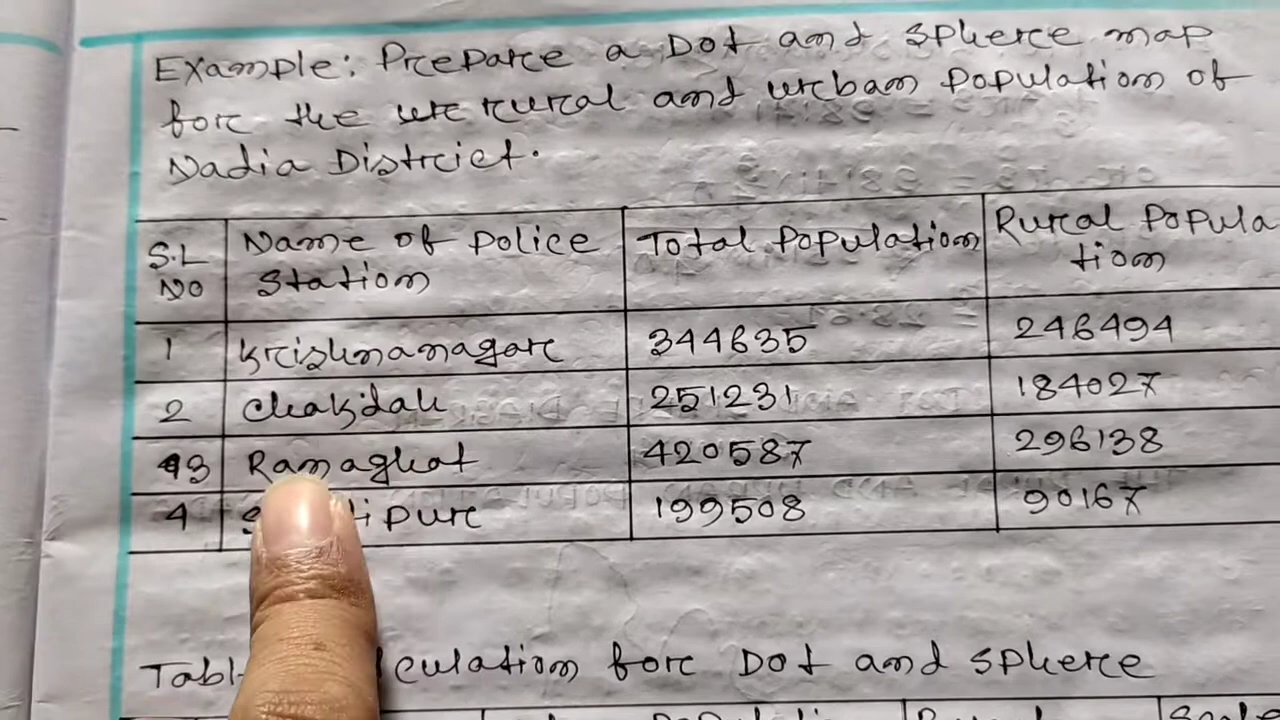 Example: Prepare a Dot and Sphere map
for the rural and urban population of
Nadia District.
S.L No Name of police Station Total Population Rural Population
1 Krishnanagar 344635 246494
2 Chakdah 251231 184027
3 Ranaghat 420587 296138
4 pur 199508 90167
culation for Dot and sphere